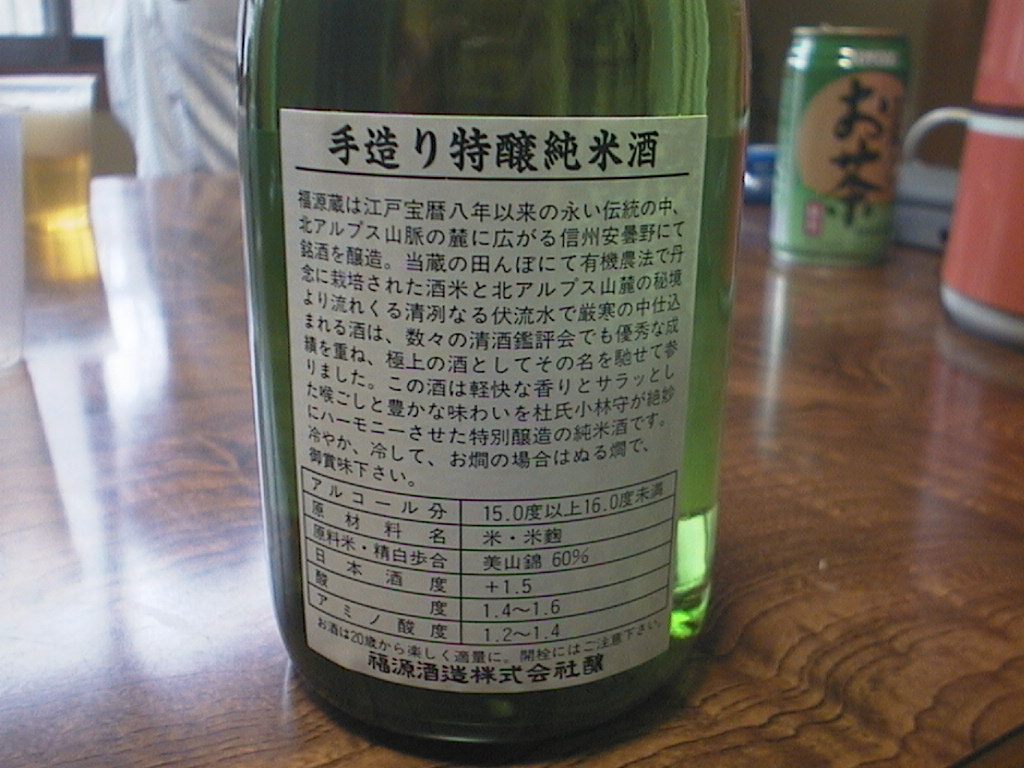 手造り特醸純米酒
福源蔵は江戸宝暦八年以来の永い伝統の中、
北アルプス山脈の麓に広がる信州安曇野にて
銘酒を醸造。当蔵の田んぼにて有機農法で丹
念に栽培された酒米と北アルプス山麓の秘境
より流れくる清冽なる伏流水で厳寒の中仕込
まれる酒は、数々の清酒鑑評会でも優秀な成
績を重ね、極上の酒としてその名を馳せて参
りました。この酒は軽快な香りとサラッとし
た喉ごしと豊かな味わいを杜氏小林守が絶妙
にハーモニーさせた特別醸造の純米酒です。
冷やか、冷して、お燗の場合はぬる燗で、
御賞味下さい。
アルコール分 15.0度以上16.0度未満
原材料名 米・米麹
原料米・精白歩合 美山錦 60%
日本酒度 +1.5
酸度 1.4〜1.6
アミノ酸度 1.2〜1.4
お酒は20歳から楽しく適量に。開栓にはご注意下さい。
福源酒造株式会社醸
お茶